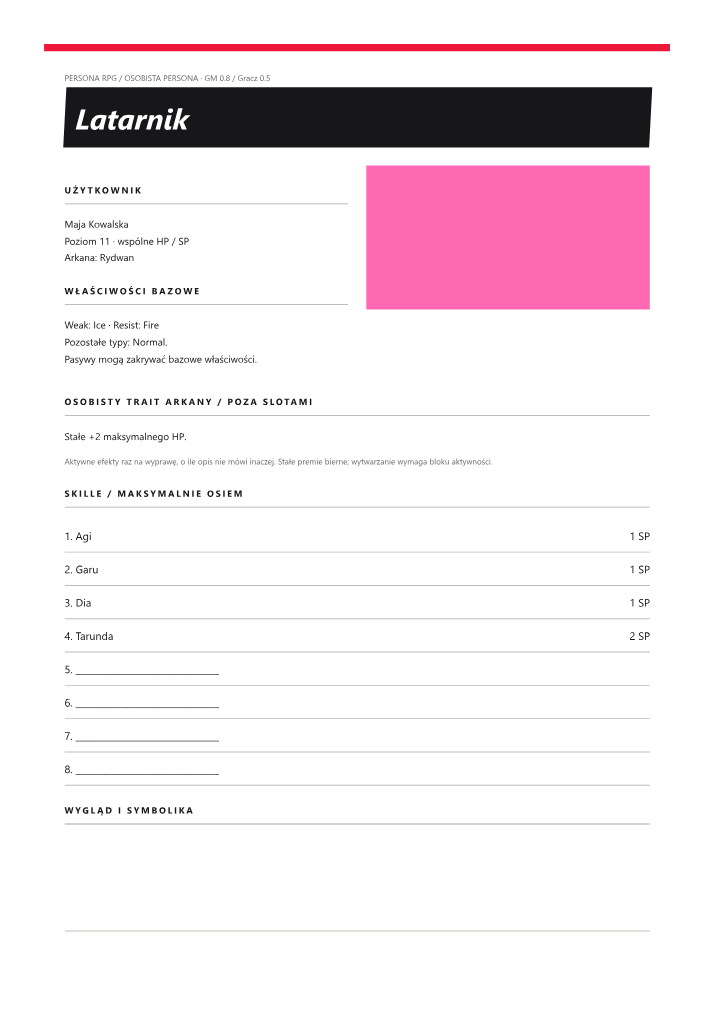 PERSONA RPG / OSOBISTA PERSONA · GM 0.8 / Gracz 0.5
Latarnik
UŻYTKOWNIK
Maja Kowalska
Poziom 11 · wspólne HP / SP
Arkana: Rydwan
WŁAŚCIWOŚCI BAZOWE
Weak: Ice · Resist: Fire
Pozostałe typy: Normal.
Pasywy mogą zakrywać bazowe właściwości.
OSOBISTY TRAIT ARKANY / POZA SLOTAMI
Stałe +2 maksymalnego HP.
Aktywne efekty raz na wyprawę, o ile opis nie mówi inaczej. Stałe premie bierne; wytwarzanie wymaga bloku aktywności.
SKILLE / MAKSYMALNIE OSIEM
1. Agi 1 SP
2. Garu 1 SP
3. Dia 1 SP
4. Tarunda 2 SP
5. ____________________________
6. ____________________________
7. ____________________________
8. ____________________________
WYGLĄD I SYMBOLIKA